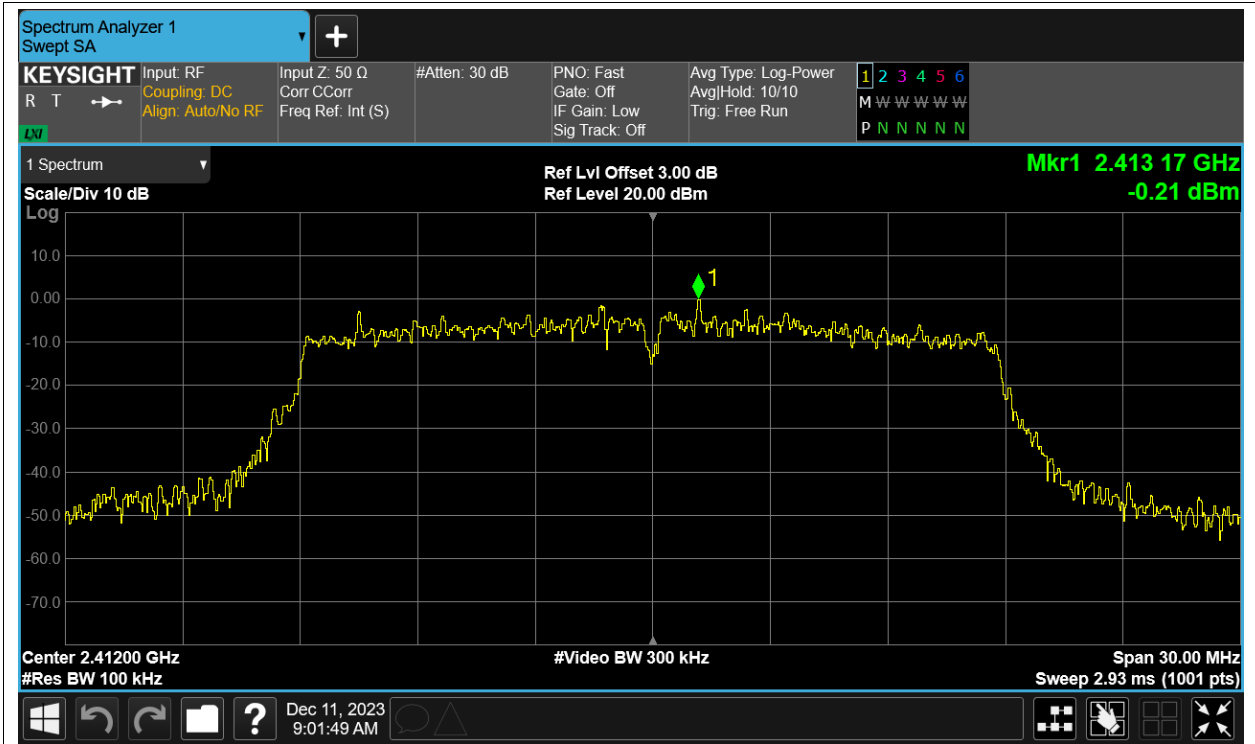 Spectrum Analyzer 1
Swept SA
KEYSIGHT
R T
LXI
Input: RF
Coupling: DC
Align: Auto/No RF
Input Z: 50 Ω
Corr CCorr
Freq Ref: Int (S)
#Atten: 30 dB
PNO: Fast
Gate: Off
IF Gain: Low
Sig Track: Off
Avg Type: Log-Power
Avg|Hold: 10/10
Trig: Free Run
1 2 3 4 5 6
M W W W W W
P N N N N N
1 Spectrum
Scale/Div 10 dB
Ref Lvl Offset 3.00 dB
Ref Level 20.00 dBm
Mkr1 2.413 17 GHz
-0.21 dBm
Log
10.0
0.00
-10.0
-20.0
-30.0
-40.0
-50.0
-60.0
-70.0
1
Center 2.41200 GHz
#Res BW 100 kHz
#Video BW 300 kHz
Span 30.00 MHz
Sweep 2.93 ms (1001 pts)
?
Dec 11, 2023
9:01:49 AM